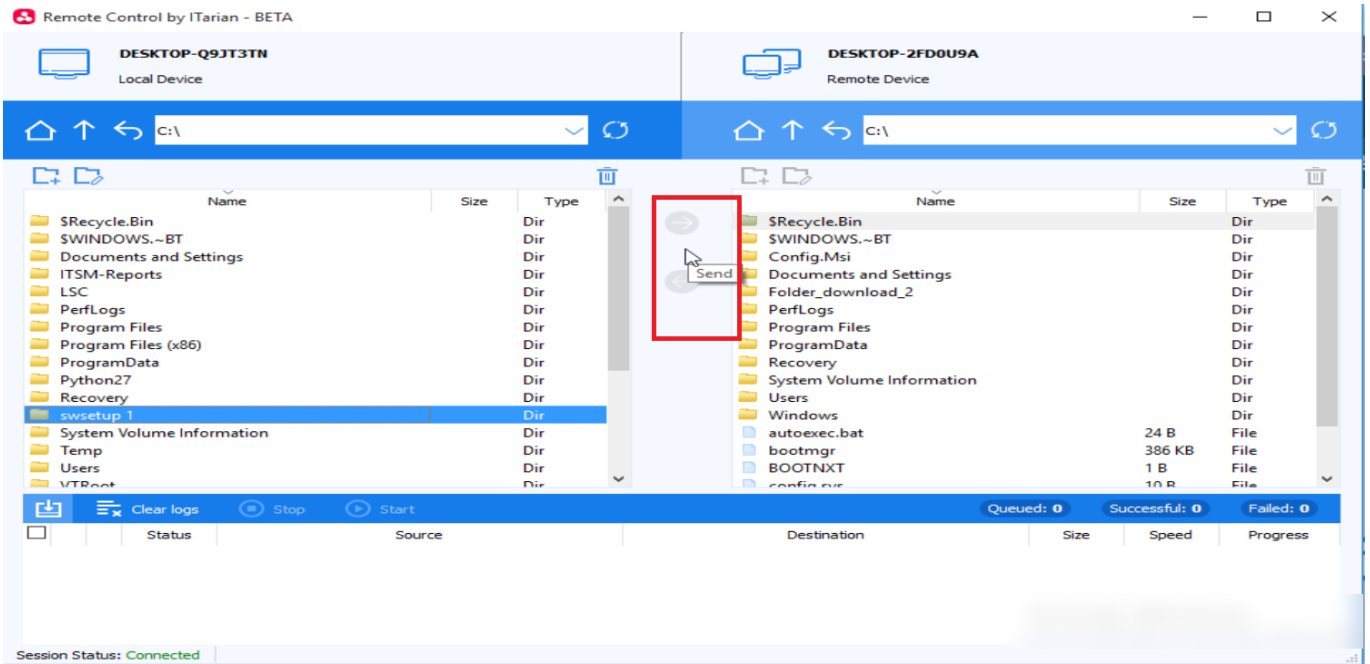 Remote Control by ITarian - BETA
DESKTOP-Q9JT3TN
Local Device
DESKTOP-2FD0U9A
Remote Device
C:\
C:\
Name Size Type
$Recycle.Bin Dir
$WINDOWS.~BT Dir
Documents and Settings Dir
ITSM-Reports Dir
LSC Dir
PerfLogs Dir
Program Files Dir
Program Files (x86) Dir
ProgramData Dir
Python27 Dir
Recovery Dir
swsetup 1 Dir
System Volume Information Dir
Temp Dir
Users Dir
VTRoot Dir
Send
Name Size Type
$Recycle.Bin Dir
$WINDOWS.~BT Dir
Config.Msi Dir
Documents and Settings Dir
Folder_download_2 Dir
PerfLogs Dir
Program Files Dir
ProgramData Dir
Recovery Dir
System Volume Information Dir
Users Dir
Windows Dir
autoexec.bat 24 B File
bootmgr 386 KB File
BOOTNXT 1 B File
config.sys 10 B File
Clear logs Stop Start Queued: 0 Successful: 0 Failed: 0
Status Source Destination Size Speed Progress
Session Status: Connected